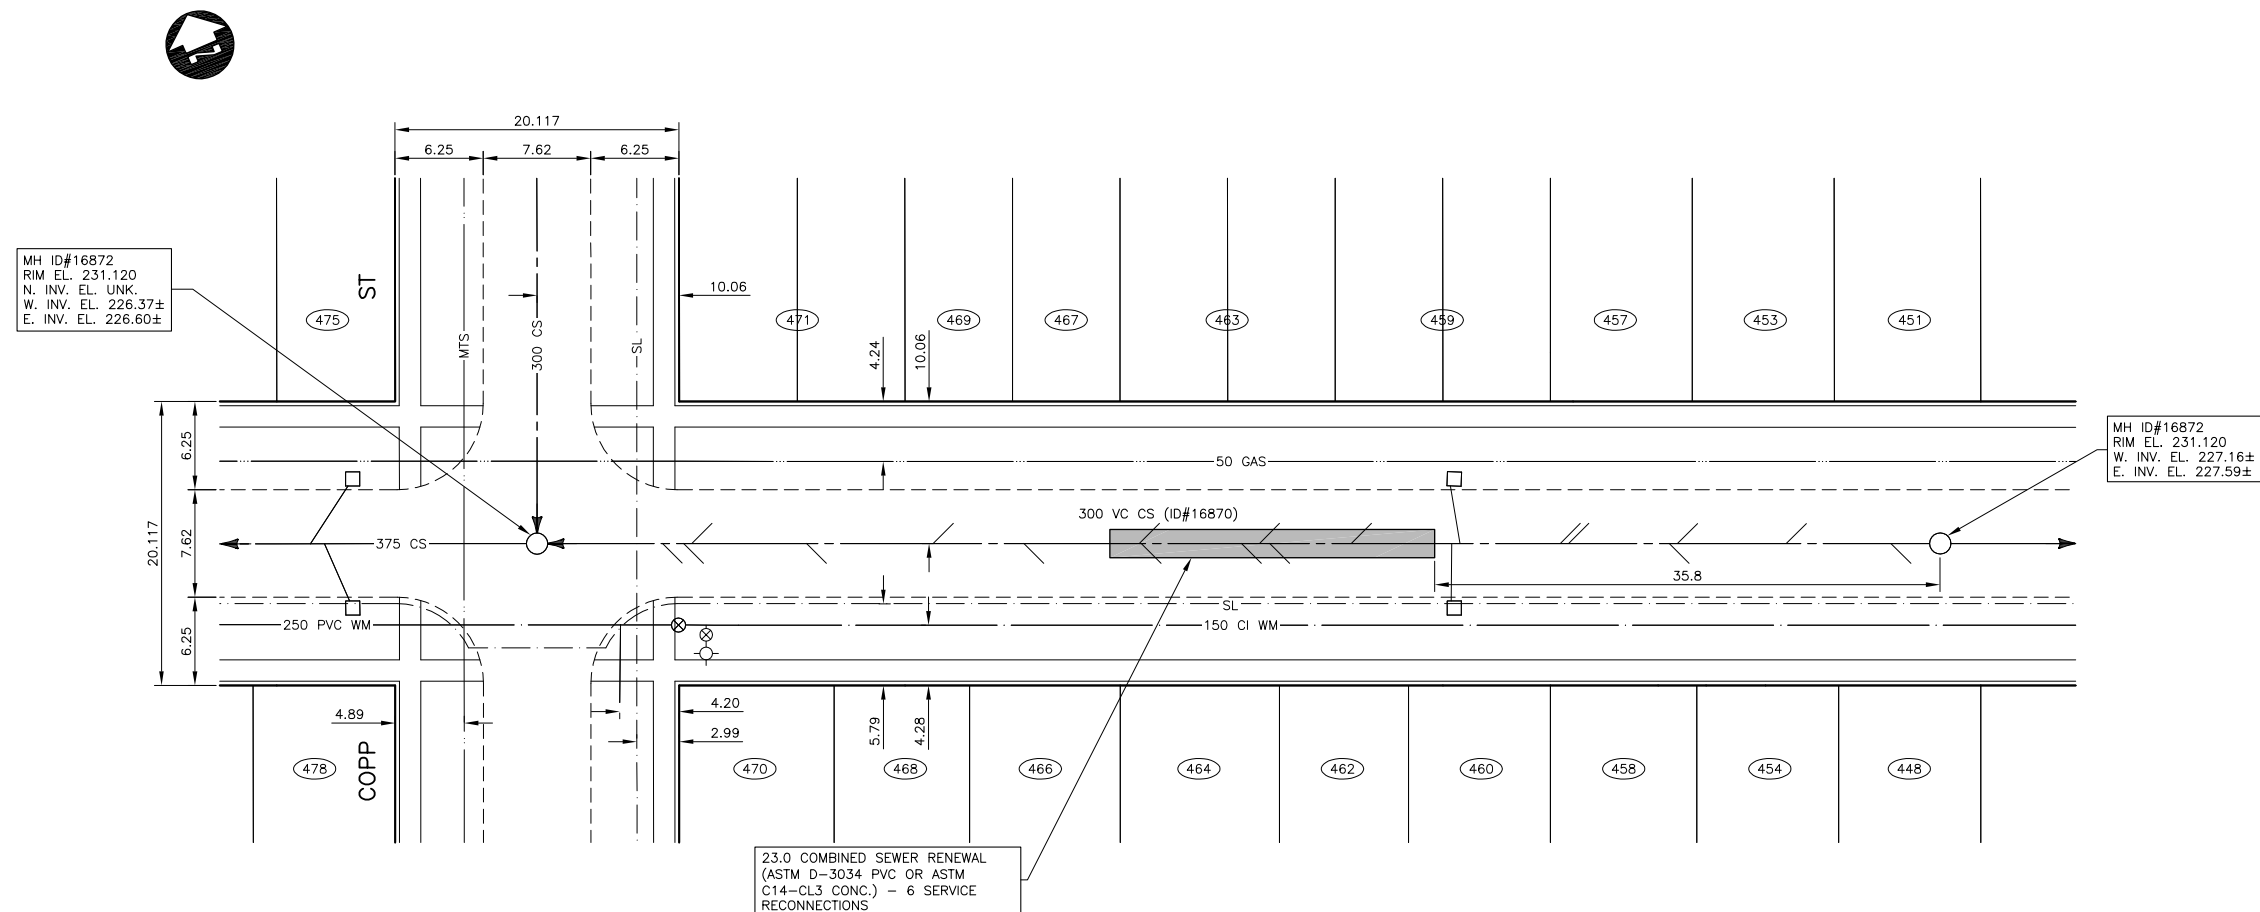 20.117
6.25
7.62
6.25
MH ID#16872
RIM EL. 231.120
N. INV. EL. UNK.
W. INV. EL. 226.37±
E. INV. EL. 226.60±
ST
475
MTS
300 CS
SL
10.06
471
469
467
463
459
457
453
451
4.24
10.06
6.25
7.62
6.25
20.117
50 GAS
MH ID#16872
RIM EL. 231.120
W. INV. EL. 227.16±
E. INV. EL. 227.59±
300 VC CS (ID#16870)
375 CS
35.8
SL
250 PVC WM
150 CI WM
4.89
4.20
2.99
5.79
4.28
COPP
478
470
468
466
464
462
460
458
454
448
23.0 COMBINED SEWER RENEWAL
(ASTM D-3034 PVC OR ASTM
C14-CL3 CONC.) - 6 SERVICE
RECONNECTIONS